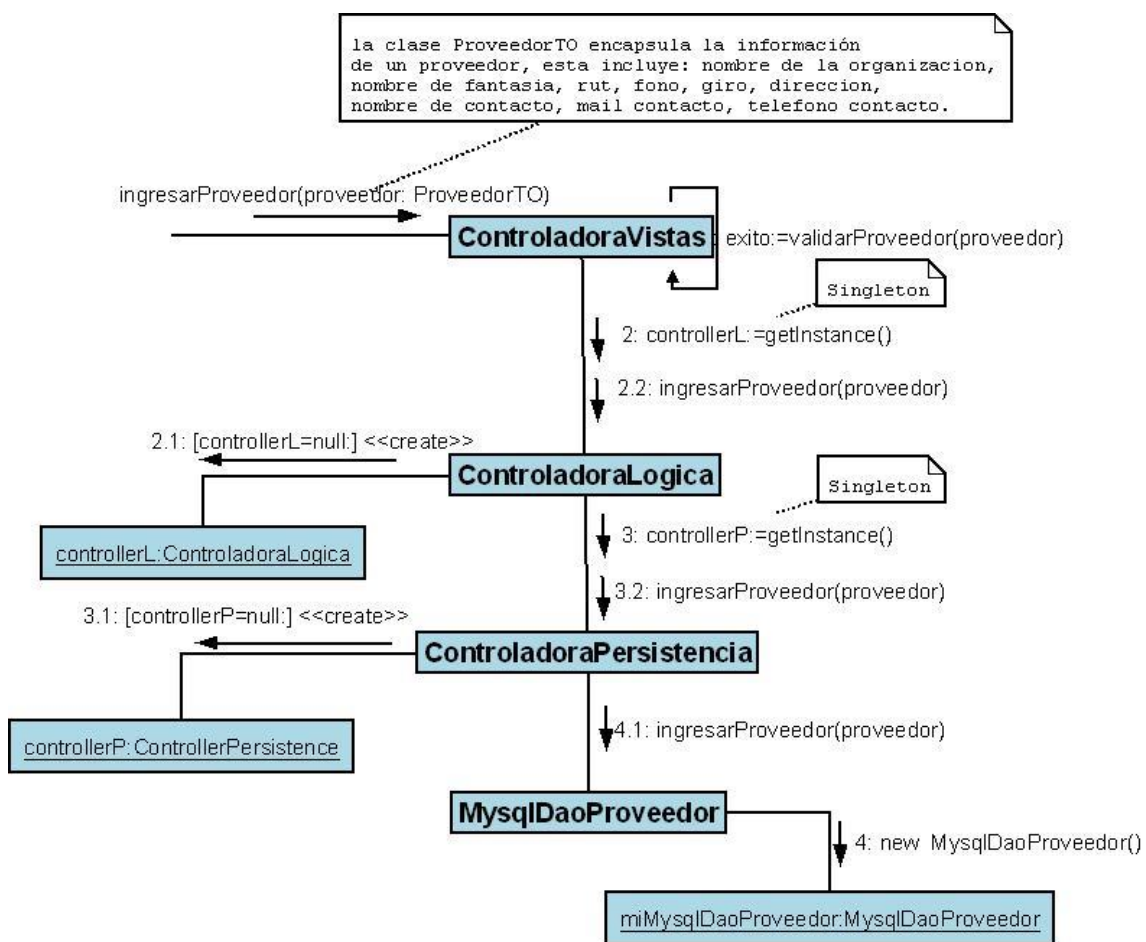 la clase ProveedorTO encapsula la información
de un proveedor, esta incluye: nombre de la organizacion,
nombre de fantasia, rut, fono, giro, direccion,
nombre de contacto, mail contacto, telefono contacto.
ingresarProveedor(proveedor: ProveedorTO)
ControladoraVistas
exito:=validarProveedor(proveedor)
Singleton
2: controllerL:=getInstance()
2.2: ingresarProveedor(proveedor)
2.1: [controllerL=null:] <<create>>
ControladoraLogica
Singleton
controllerL:ControladoraLogica
3: controllerP:=getInstance()
3.2: ingresarProveedor(proveedor)
3.1: [controllerP=null:] <<create>>
ControladoraPersistencia
controllerP:ControllerPersistence
4.1: ingresarProveedor(proveedor)
MysqlDaoProveedor
4: new MysqlDaoProveedor()
miMysqlDaoProveedor:MysqlDaoProveedor